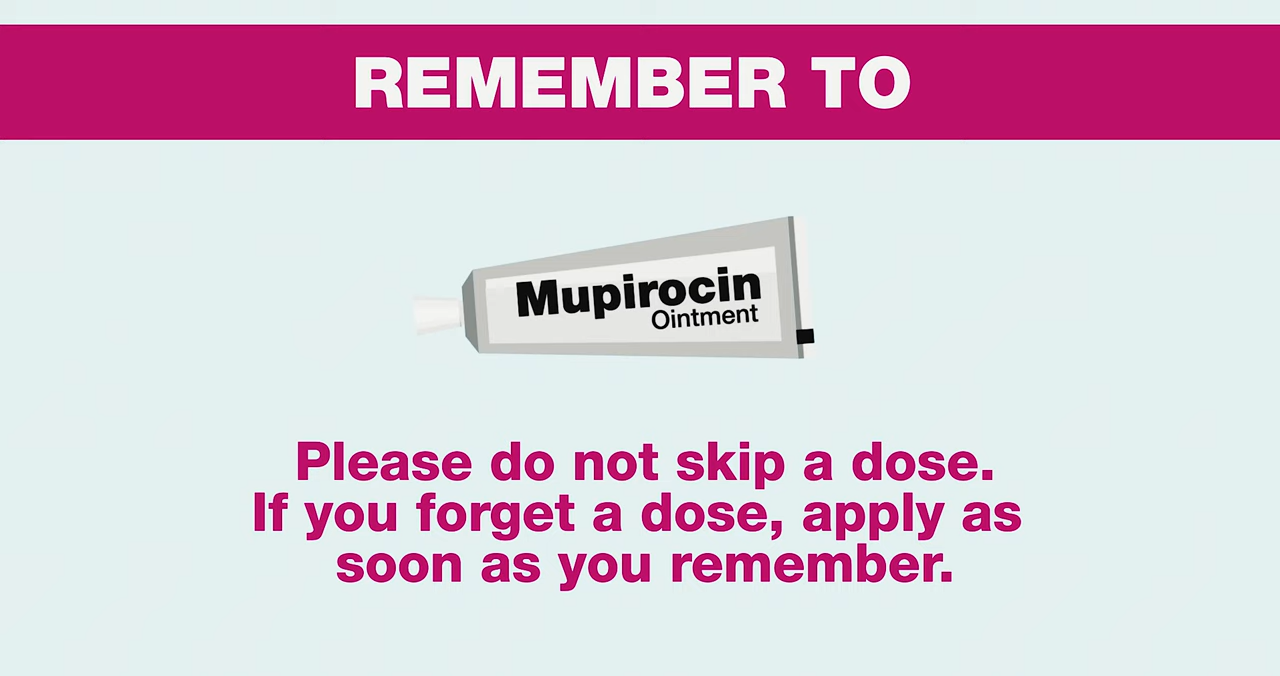 REMEMBER TO
Mupirocin
Ointment
Please do not skip a dose.
If you forget a dose, apply as
soon as you remember.